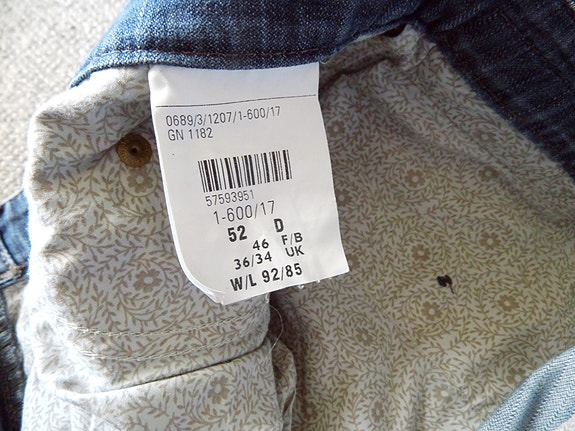 0689/3/1207/1-600/17
GN 1182
57593951
1-600/17
52 D
46 F/B
36/34 UK
W/L 92/85